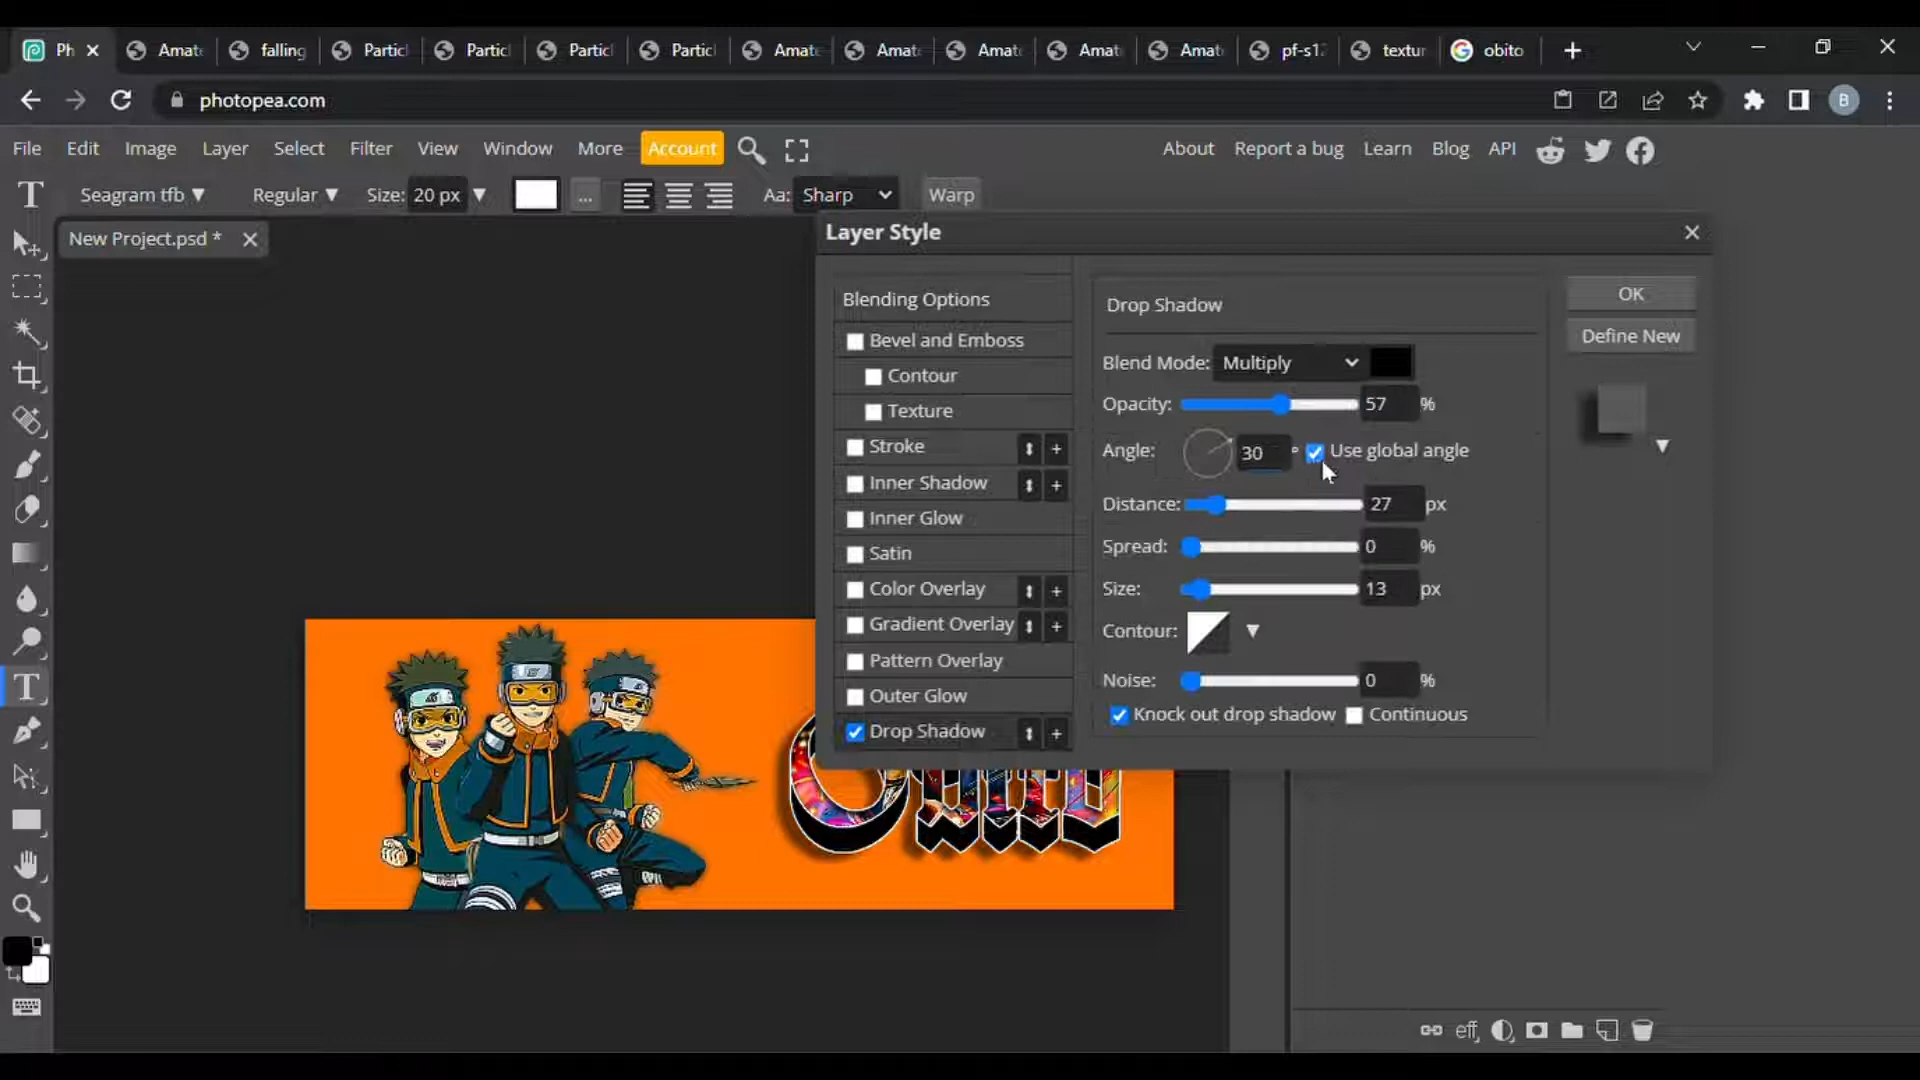 Ph
Amat
falling
Particl
Particl
Particl
Particl
Amat
Amat
Amat
Amat
Amat
pf-s1
textur
obito
photopea.com
B
File Edit Image Layer Select Filter View Window More Account
About Report a bug Learn Blog API
Seagram tfb Regular Size: 20 px ... Aa: Sharp Warp
New Project.psd *
Layer Style
Blending Options
Bevel and Emboss
Contour
Texture
Stroke
Inner Shadow
Inner Glow
Satin
Color Overlay
Gradient Overlay
Pattern Overlay
Outer Glow
Drop Shadow
Drop Shadow
Blend Mode: Multiply
Opacity: 57 %
Angle: 30 ° Use global angle
Distance: 27 px
Spread: 0 %
Size: 13 px
Contour:
Noise: 0 %
Knock out drop shadow Continuous
OK
Define New
eff